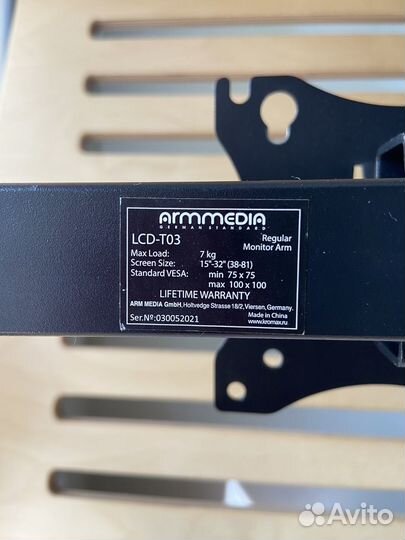 ARMMEDIA
GERMAN STANDARD
LCD-T03 Regular Monitor Arm
Max Load: 7 kg
Screen Size: 15"-32" (38-81)
Standard VESA: min 75 x 75
max 100 x 100
LIFETIME WARRANTY
ARM MEDIA GmbH, Holtvedge Strasse 18/2, Viersen, Germany.
Made in China
www.kromax.ru
Ser.Nº:030052021
Avito